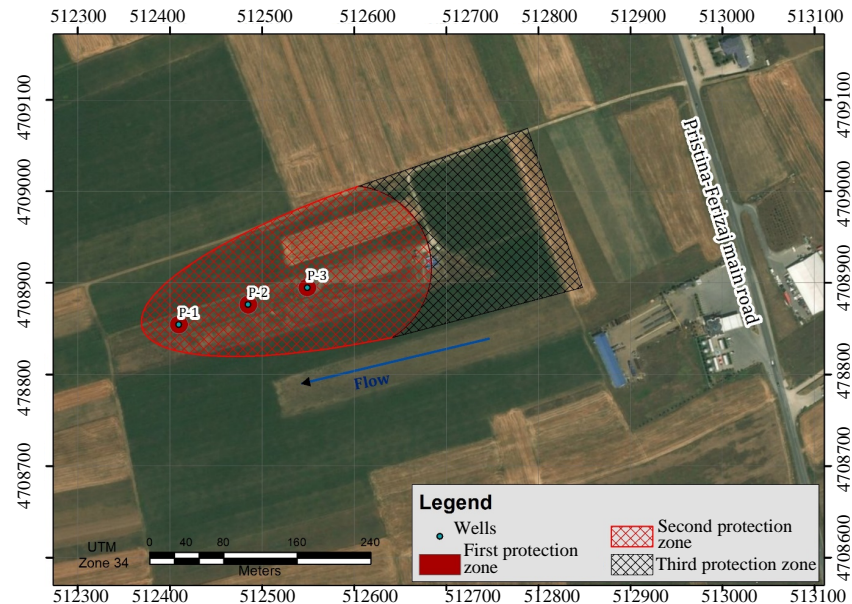 512300 512400 512500 512600 512700 512800 512900 513000 513100
4709100
4709100
4709000
4709000
4708900
4708900
478800
4708800
4708700
4708700
4708600
Pristina-Ferizaj main road
P-3
P-2
P-1
Flow
Legend
Wells
First protection
zone
Second protection
zone
Third protection zone
UTM
Zone 34
0 40 80 160 240
Meters
512300 512400 512500 512600 512700 512800 512900 513000 513100